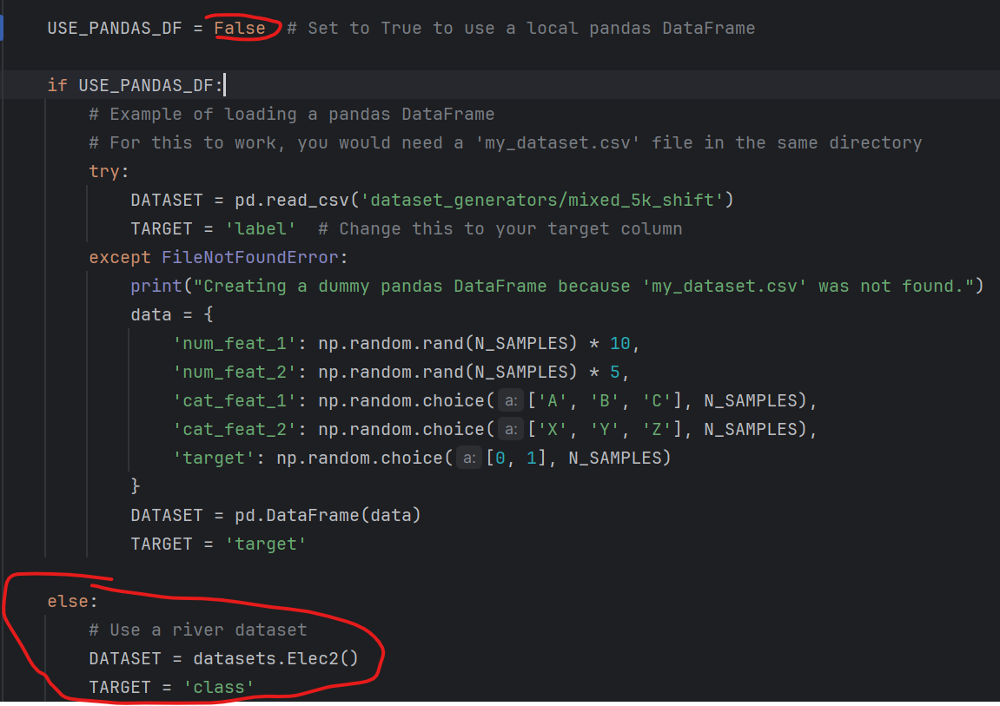 USE_PANDAS_DF = False # Set to True to use a local pandas DataFrame
if USE_PANDAS_DF:
# Example of loading a pandas DataFrame
# For this to work, you would need a 'my_dataset.csv' file in the same directory
try:
DATASET = pd.read_csv('dataset_generators/mixed_5k_shift')
TARGET = 'label' # Change this to your target column
except FileNotFoundError:
print("Creating a dummy pandas DataFrame because 'my_dataset.csv' was not found.")
data = {
'num_feat_1': np.random.rand(N_SAMPLES) * 10,
'num_feat_2': np.random.rand(N_SAMPLES) * 5,
'cat_feat_1': np.random.choice( a: ['A', 'B', 'C'], N_SAMPLES),
'cat_feat_2': np.random.choice( a: ['X', 'Y', 'Z'], N_SAMPLES),
'target': np.random.choice( a: [0, 1], N_SAMPLES)
}
DATASET = pd.DataFrame(data)
TARGET = 'target'
else:
# Use a river dataset
DATASET = datasets.Elec2()
TARGET = 'class'